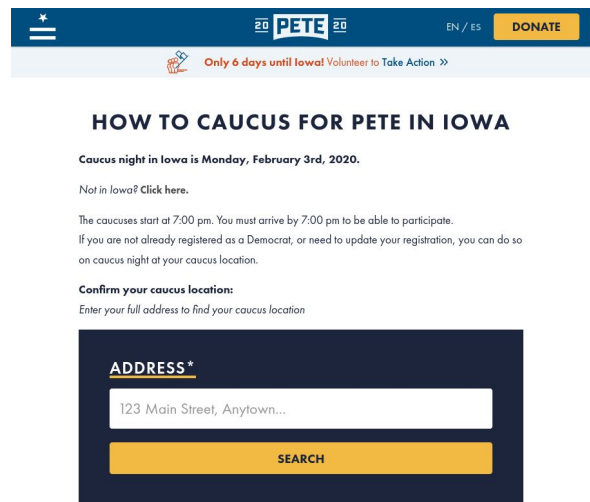 20 PETE 20
EN / ES
DONATE
Only 6 days until Iowa! Volunteer to Take Action »
HOW TO CAUCUS FOR PETE IN IOWA
Caucus night in Iowa is Monday, February 3rd, 2020.
Not in Iowa? Click here.
The caucuses start at 7:00 pm. You must arrive by 7:00 pm to be able to participate.
If you are not already registered as a Democrat, or need to update your registration, you can do so
on caucus night at your caucus location.
Confirm your caucus location:
Enter your full address to find your caucus location
ADDRESS*
123 Main Street, Anytown...
SEARCH